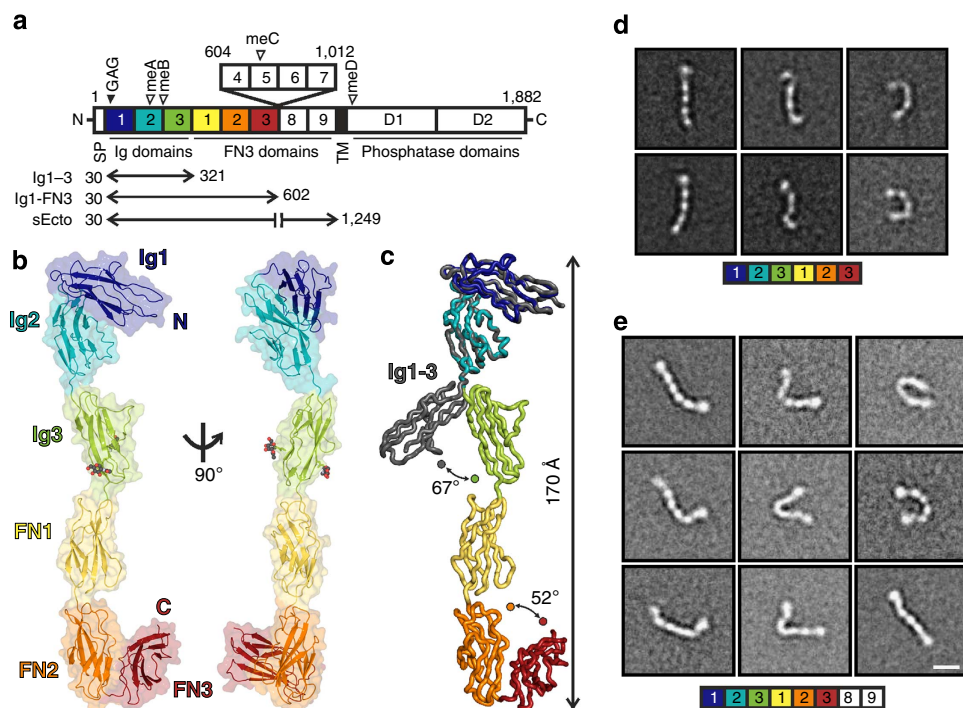 a
604 meC 1,012
4 5 6 7
GAG meA meB meD
1 1,882
N 1 2 3 1 2 3 8 9 D1 D2 C
SP Ig domains FN3 domains TM Phosphatase domains
Ig1–3 30 321
Ig1-FN3 30 602
sEcto 30 1,249
b
Ig1
N
Ig2
Ig3
90°
FN1
C
FN2
FN3
c
Ig1-3
67°
170 Å
52°
d
1 2 3 1 2 3
e
1 2 3 1 2 3 8 9